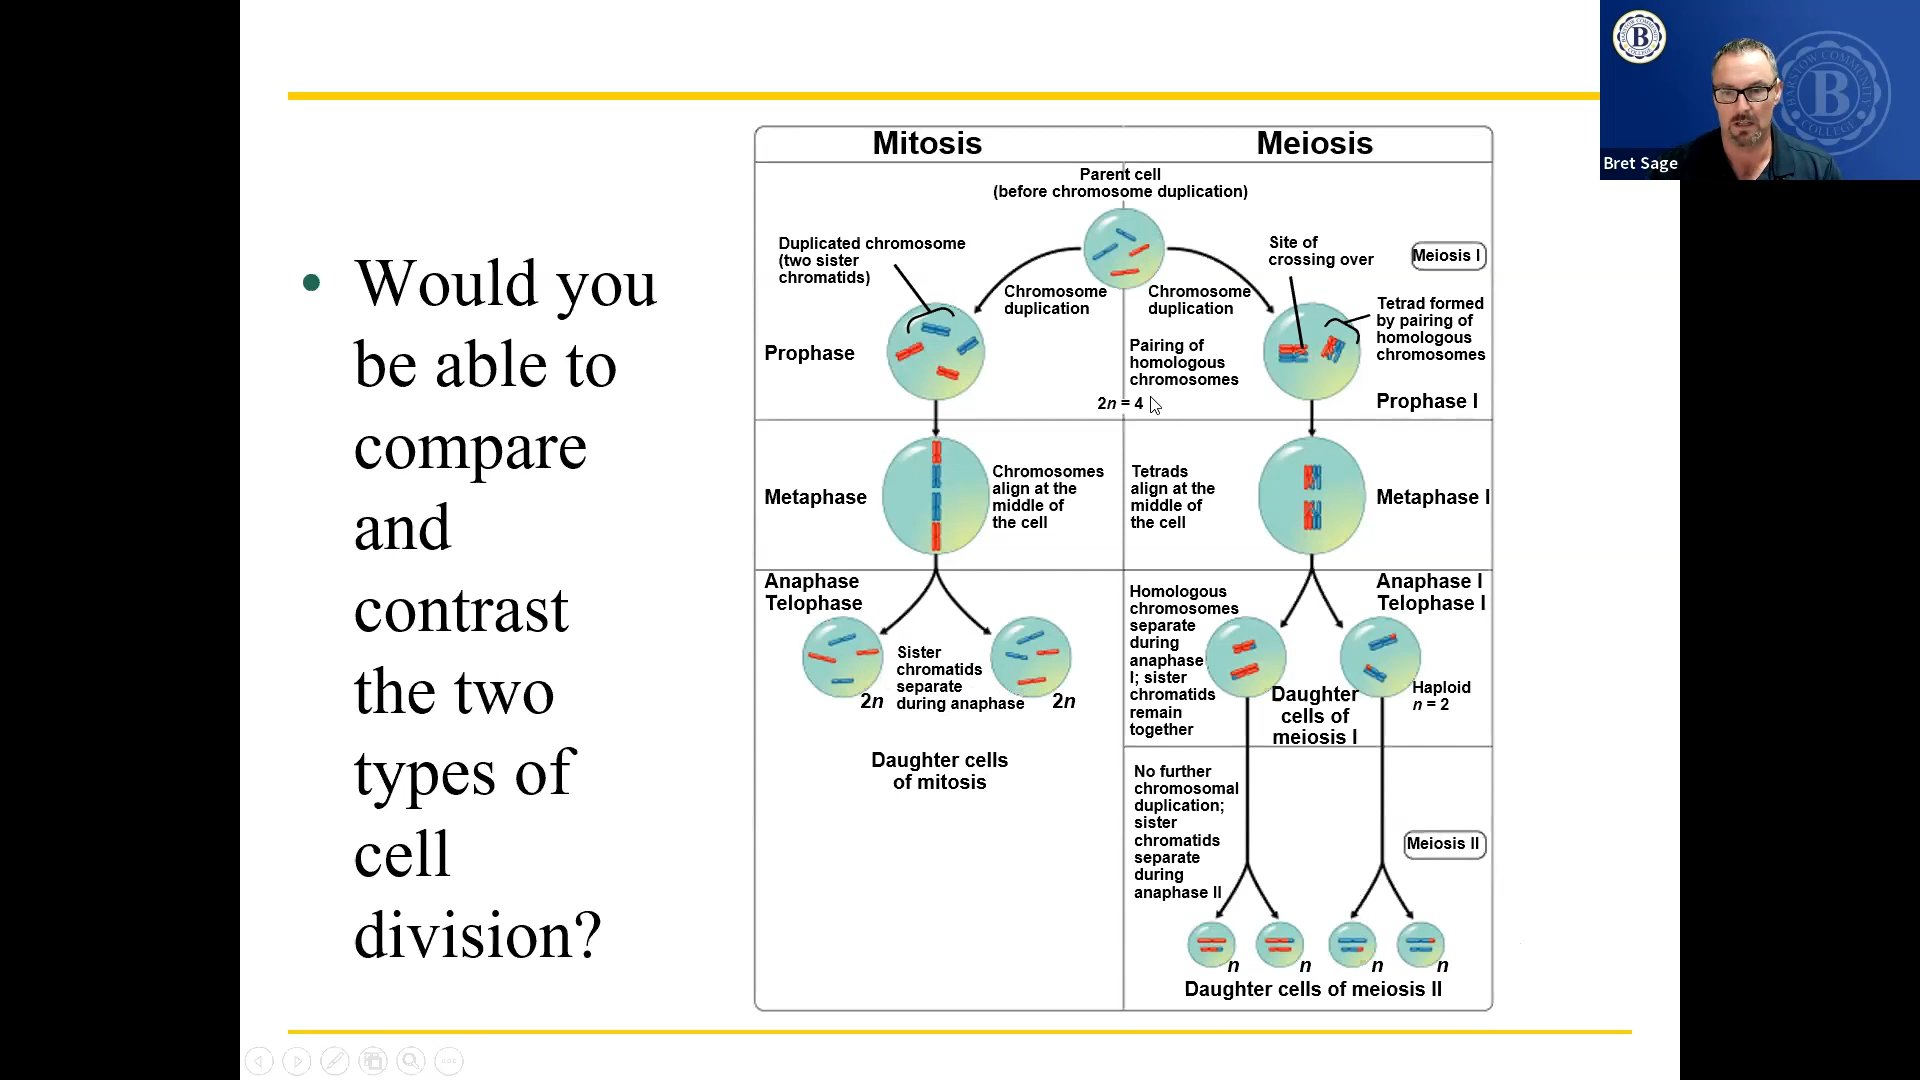 • Would you
be able to
compare
and
contrast
the two
types of
cell
division?
Mitosis
Meiosis
Parent cell
(before chromosome duplication)
Duplicated chromosome
(two sister
chromatids)
Chromosome
duplication
Chromosome
duplication
Site of
crossing over
Meiosis I
Tetrad formed
by pairing of
homologous
chromosomes
Prophase
Pairing of
homologous
chromosomes
2n = 4
Prophase I
Metaphase
Chromosomes
align at the
middle of
the cell
Tetrads
align at the
middle of
the cell
Metaphase I
Anaphase
Telophase
Sister
chromatids
separate
during anaphase
2n
2n
Daughter cells
of mitosis
Homologous
chromosomes
separate
during
anaphase
I; sister
chromatids
remain
together
Anaphase I
Telophase I
Daughter
cells of
meiosis I
Haploid
n = 2
No further
chromosomal
duplication;
sister
chromatids
separate
during
anaphase II
Meiosis II
n
n
n
n
Daughter cells of meiosis II
B
BARSTOW COMMUNITY
COLLEGE
B
Bret Sage